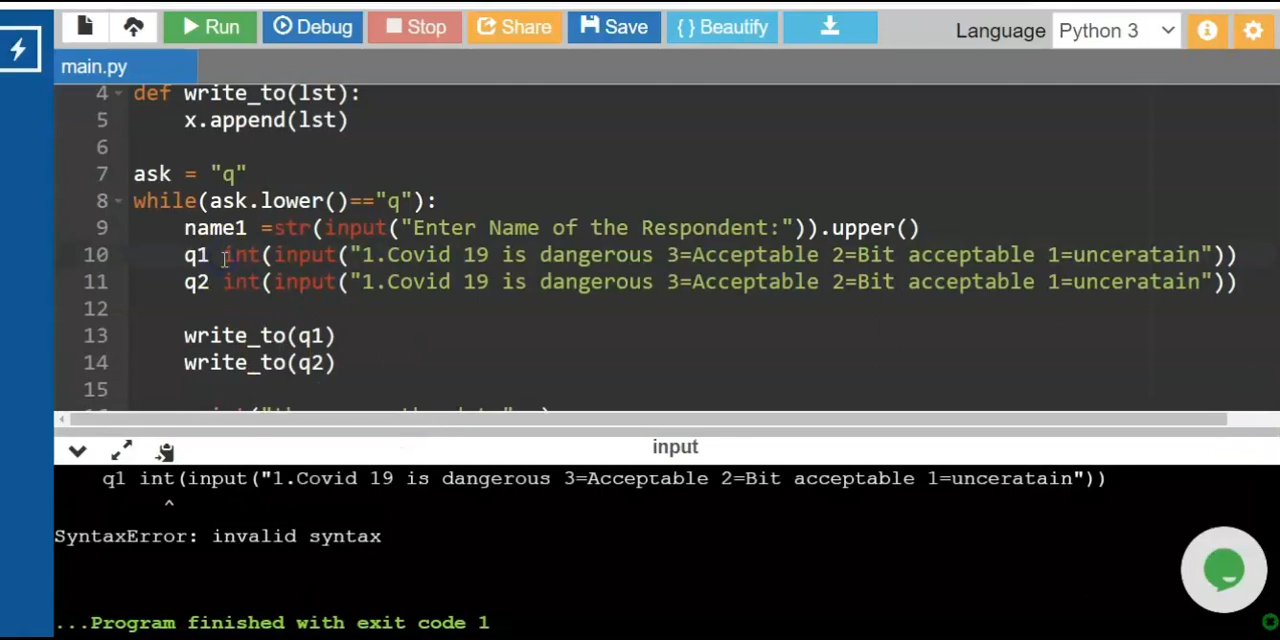 Run Debug Stop Share Save { } Beautify Language Python 3
main.py
4 def write_to(lst):
5 x.append(lst)
6
7 ask = "q"
8 while(ask.lower()=="q"):
9 name1 =str(input("Enter Name of the Respondent:")).upper()
10 q1 int(input("1.Covid 19 is dangerous 3=Acceptable 2=Bit acceptable 1=unceratain"))
11 q2 int(input("1.Covid 19 is dangerous 3=Acceptable 2=Bit acceptable 1=unceratain"))
12
13 write_to(q1)
14 write_to(q2)
15
input
q1 int(input("1.Covid 19 is dangerous 3=Acceptable 2=Bit acceptable 1=unceratain"))
^
SyntaxError: invalid syntax
...Program finished with exit code 1